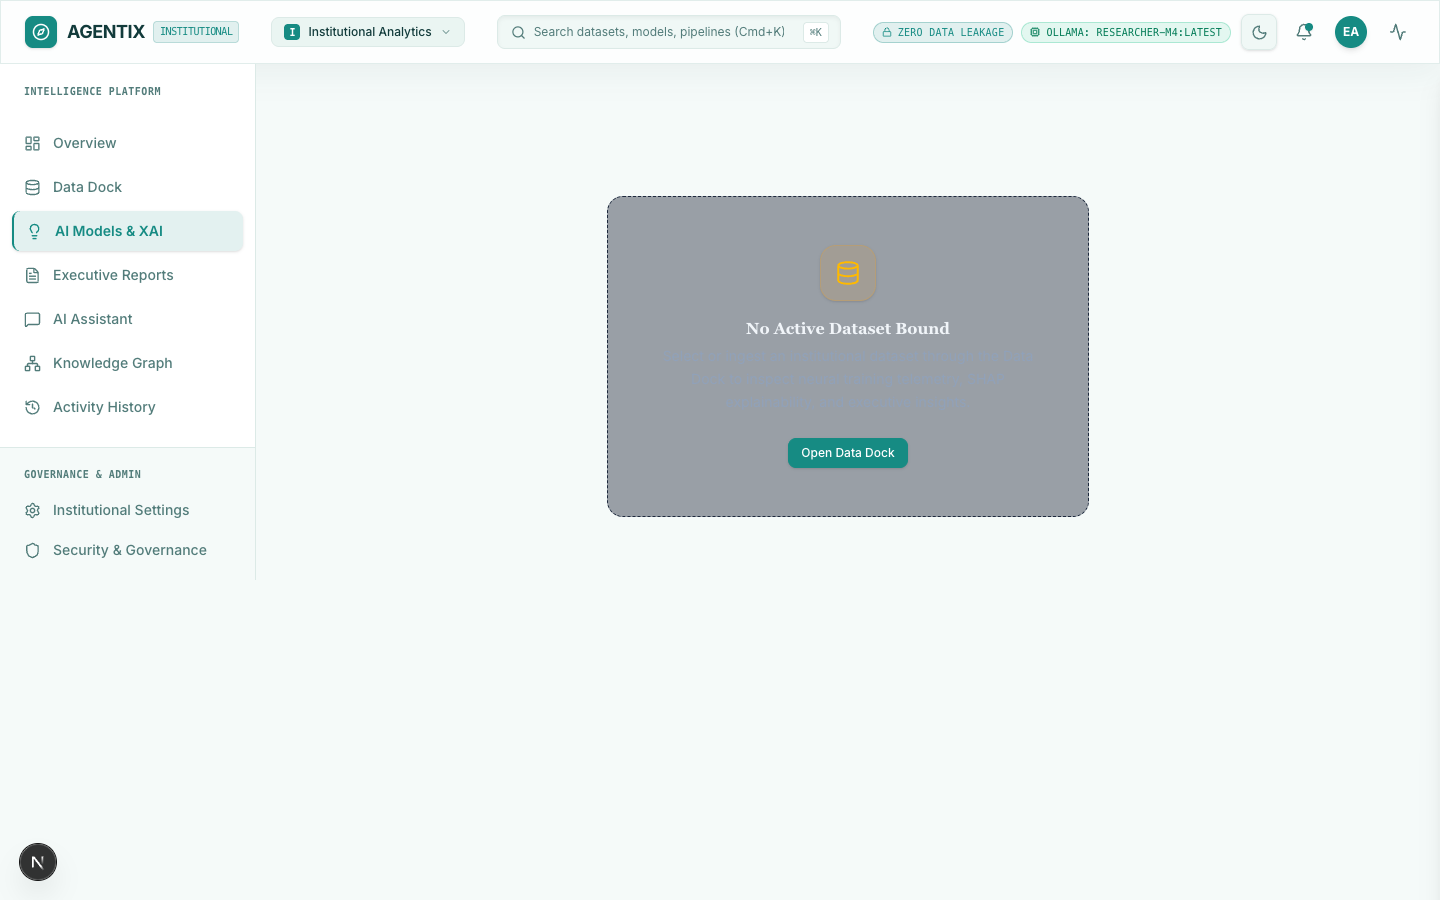 AGENTIX
INSTITUTIONAL
I
Institutional Analytics
Search datasets, models, pipelines (Cmd+K)
⌘K
ZERO DATA LEAKAGE
OLLAMA: RESEARCHER-M4:LATEST
EA
INTELLIGENCE PLATFORM
Overview
Data Dock
AI Models & XAI
Executive Reports
AI Assistant
Knowledge Graph
Activity History
GOVERNANCE & ADMIN
Institutional Settings
Security & Governance
No Active Dataset Bound
Open Data Dock
N